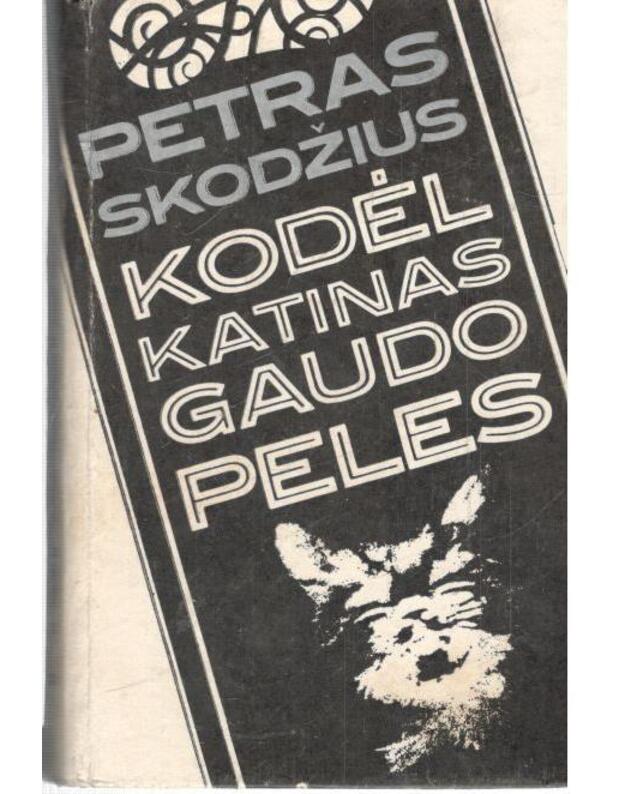 PETRAS
SKODŽIUS
KODĖL
KATINAS
GAUDO
PELES